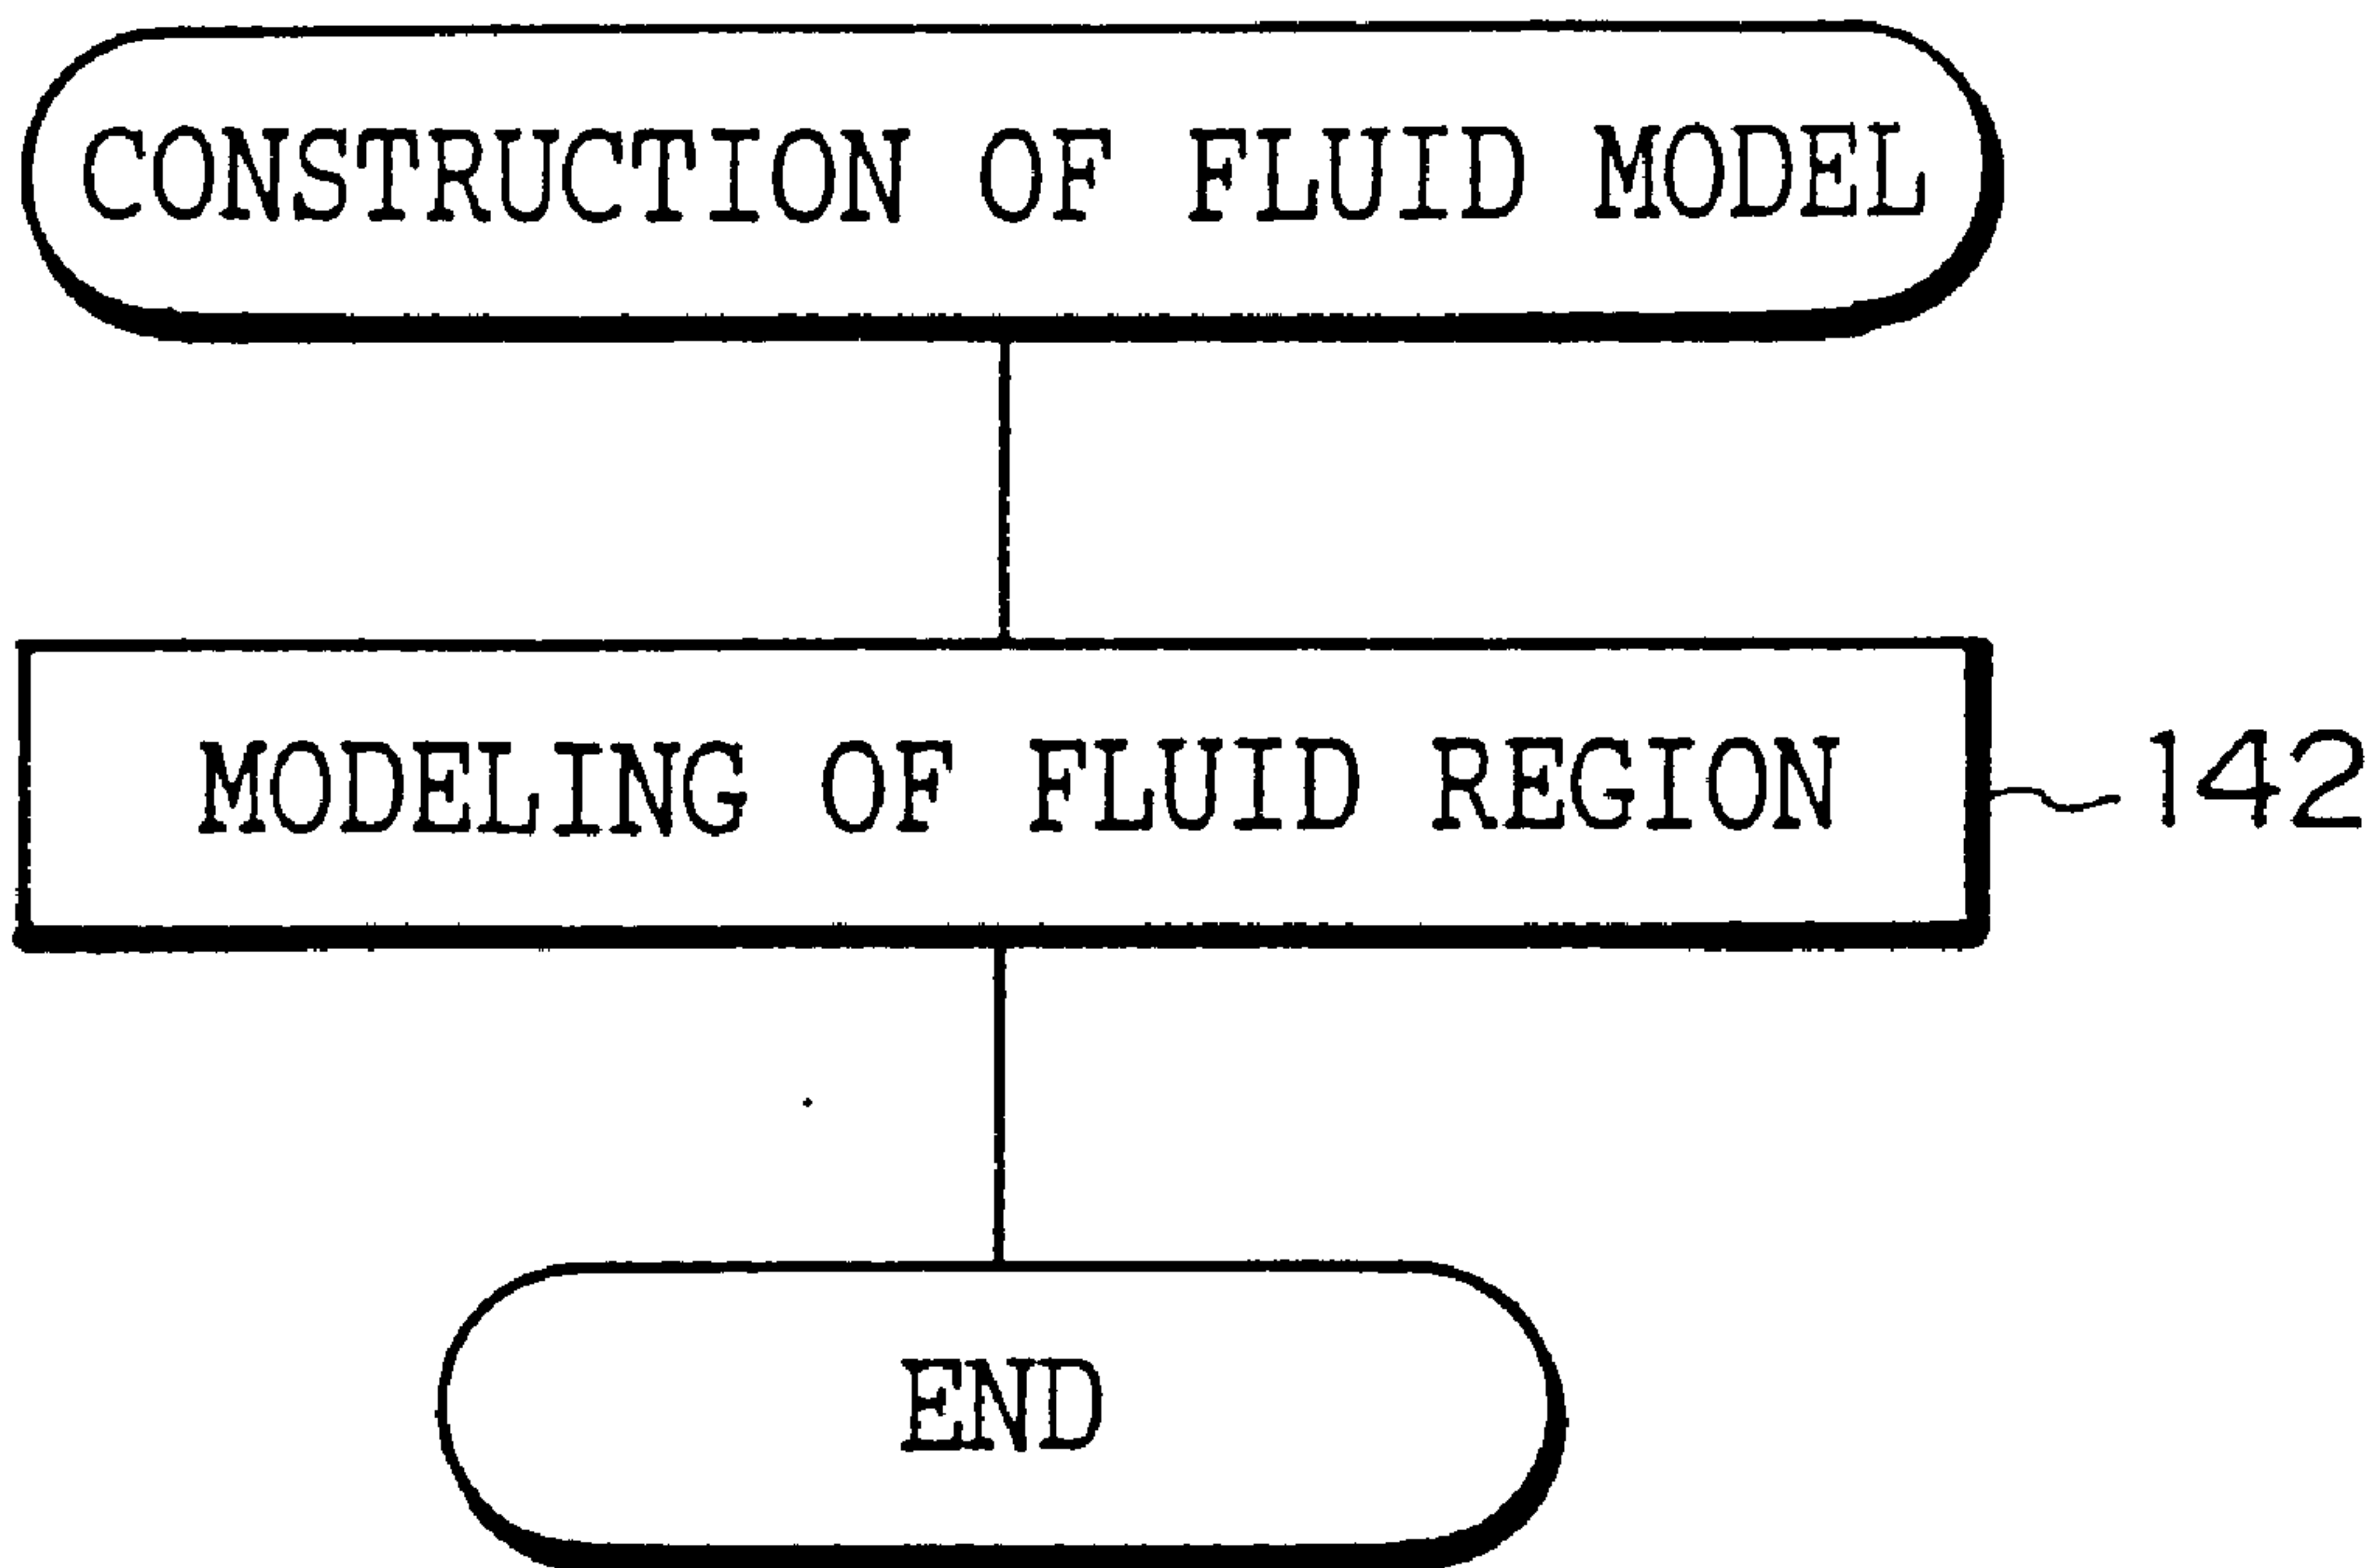 CONSTRUCTION OF FLUID MODEL
MODELING OF FLUID REGION
142
END